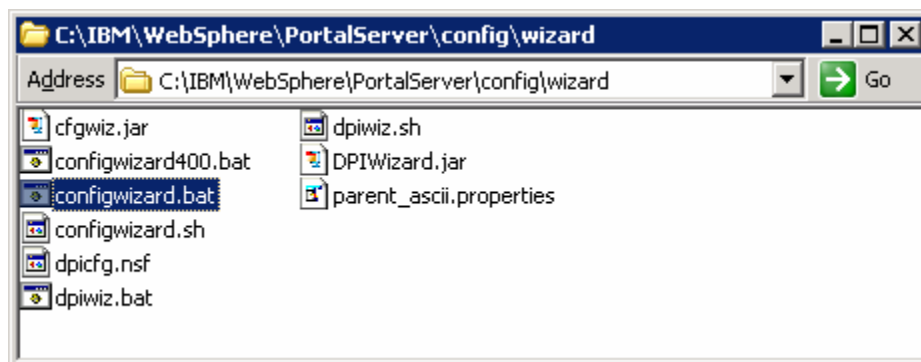 C:\IBM\WebSphere\PortalServer\config\wizard
Address C:\IBM\WebSphere\PortalServer\config\wizard Go
cfgwiz.jar
configwizard400.bat
configwizard.bat
configwizard.sh
dpicfg.nsf
dpiwiz.bat
dpiwiz.sh
DPIWizard.jar
parent_ascii.properties